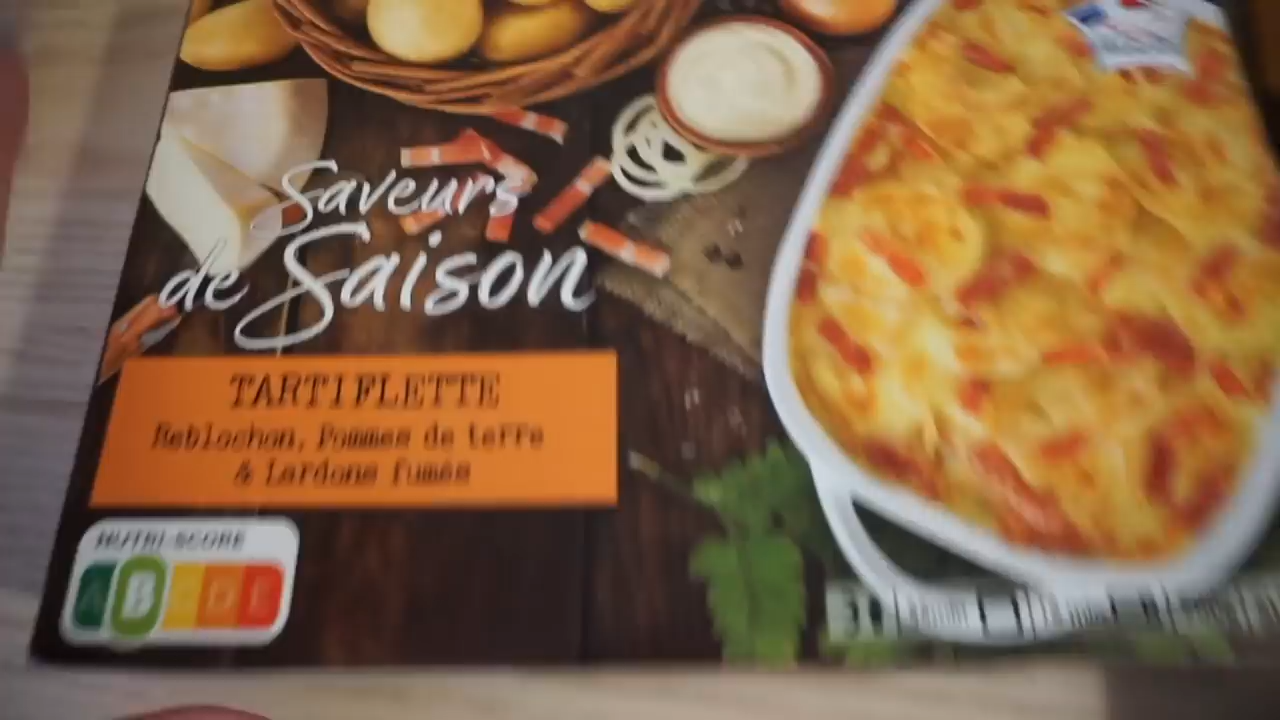 Saveurs
de Saison
TARTIFLETTE
Reblochon, Pommes de terre
& Lardons fumés
NUTRI-SCORE
A B C D E